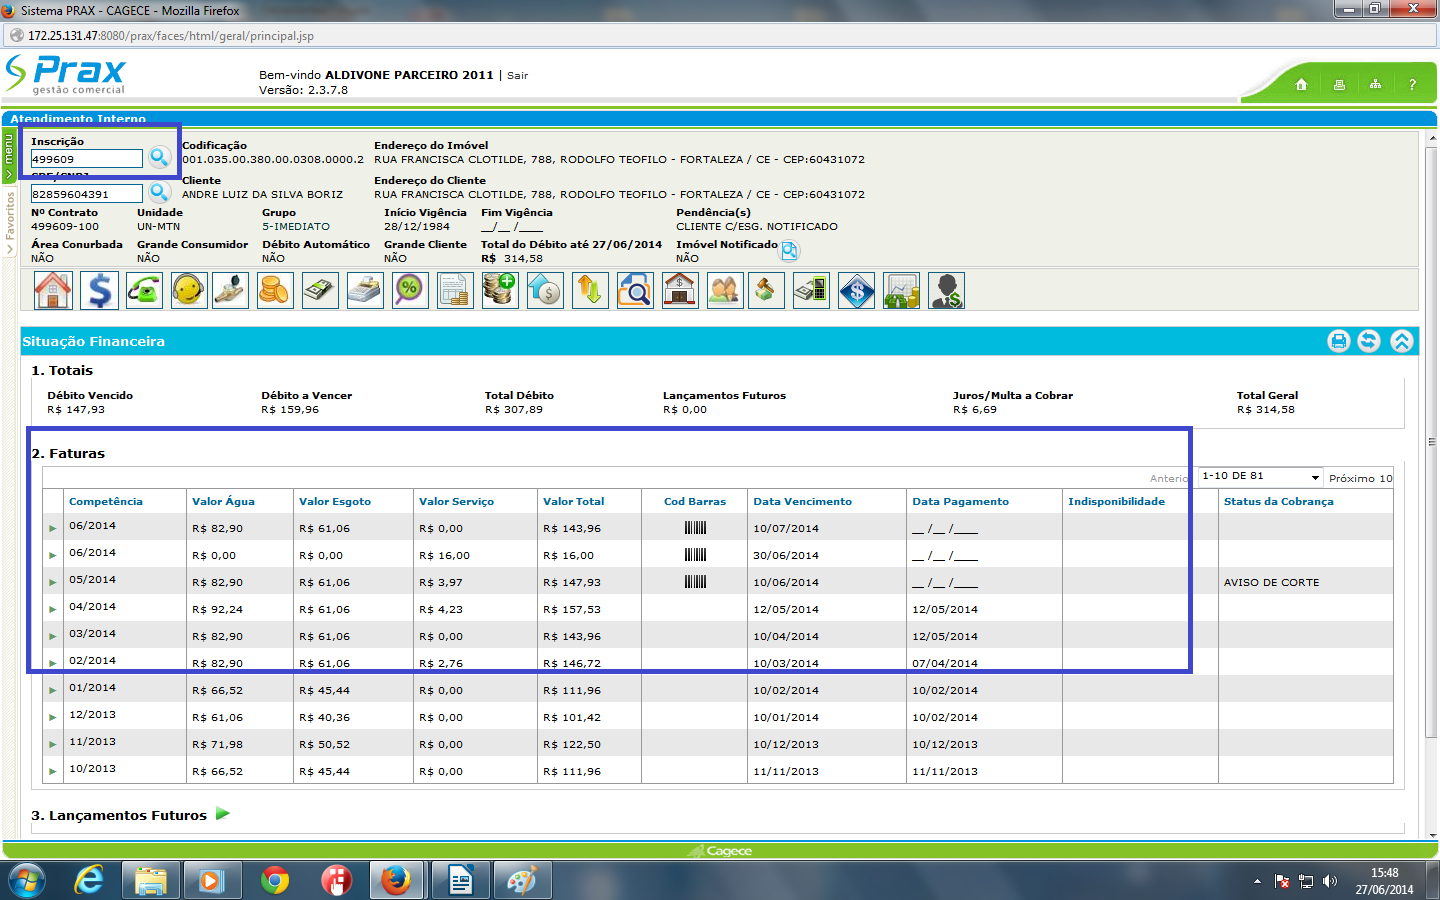 Sistema PRAX - CAGECE - Mozilla Firefox
172.25.131.47:8080/prax/faces/html/geral/principal.jsp
Prax
gestão comercial
Bem-vindo ALDIVONE PARCEIRO 2011 | Sair
Versão: 2.3.7.8
?
Atendimento Interno
menu
Favoritos
Inscrição
499609
Codificação
001.035.00.380.00.0308.0000.2
Endereço do Imóvel
RUA FRANCISCA CLOTILDE, 788, RODOLFO TEOFILO - FORTALEZA / CE - CEP:60431072
CPF/CNPJ
82859604391
Cliente
ANDRE LUIZ DA SILVA BORIZ
Endereço do Cliente
RUA FRANCISCA CLOTILDE, 788, RODOLFO TEOFILO - FORTALEZA / CE - CEP:60431072
Nº Contrato Unidade Grupo Início Vigência Fim Vigência Pendência(s)
499609-100 UN-MTN 5-IMEDIATO 28/12/1984 __/__ /____ CLIENTE C/ESG. NOTIFICADO
Área Conurbada Grande Consumidor Débito Automático Grande Cliente Total do Débito até 27/06/2014 Imóvel Notificado
NÃO NÃO NÃO NÃO R$ 314,58 NÃO
Situação Financeira
1. Totais
Débito Vencido Débito a Vencer Total Débito Lançamentos Futuros Juros/Multa a Cobrar Total Geral
R$ 147,93 R$ 159,96 R$ 307,89 R$ 0,00 R$ 6,69 R$ 314,58
2. Faturas
Anterio 1-10 DE 81 Próximo 10
Competência Valor Água Valor Esgoto Valor Serviço Valor Total Cod Barras Data Vencimento Data Pagamento Indisponibilidade Status da Cobrança
06/2014 R$ 82,90 R$ 61,06 R$ 0,00 R$ 143,96 10/07/2014 __ /__ /____
06/2014 R$ 0,00 R$ 0,00 R$ 16,00 R$ 16,00 30/06/2014 __ /__ /____
05/2014 R$ 82,90 R$ 61,06 R$ 3,97 R$ 147,93 10/06/2014 __ /__ /____ AVISO DE CORTE
04/2014 R$ 92,24 R$ 61,06 R$ 4,23 R$ 157,53 12/05/2014 12/05/2014
03/2014 R$ 82,90 R$ 61,06 R$ 0,00 R$ 143,96 10/04/2014 12/05/2014
02/2014 R$ 82,90 R$ 61,06 R$ 2,76 R$ 146,72 10/03/2014 07/04/2014
01/2014 R$ 66,52 R$ 45,44 R$ 0,00 R$ 111,96 10/02/2014 10/02/2014
12/2013 R$ 61,06 R$ 40,36 R$ 0,00 R$ 101,42 10/01/2014 10/02/2014
11/2013 R$ 71,98 R$ 50,52 R$ 0,00 R$ 122,50 10/12/2013 10/12/2013
10/2013 R$ 66,52 R$ 45,44 R$ 0,00 R$ 111,96 11/11/2013 11/11/2013
3. Lançamentos Futuros
Cagece
15:48
27/06/2014